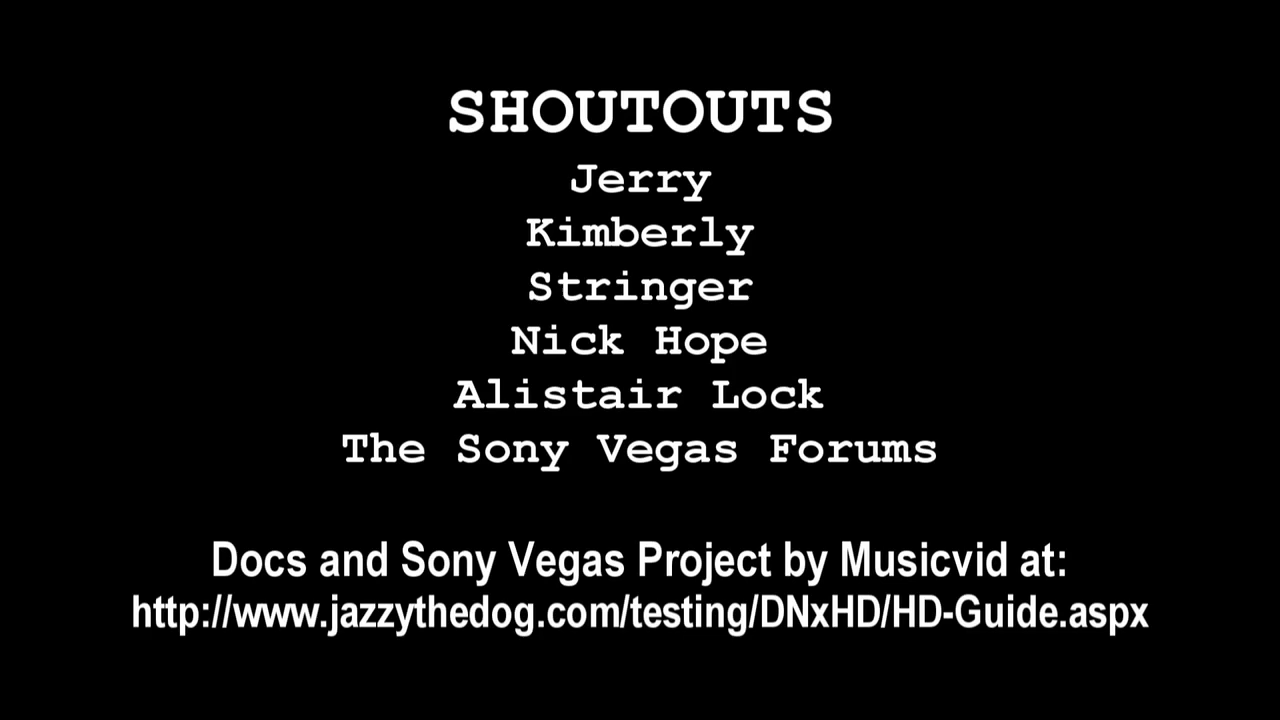 SHOUTOUTS
Jerry
Kimberly
Stringer
Nick Hope
Alistair Lock
The Sony Vegas Forums
Docs and Sony Vegas Project by Musicvid at:
http://www.jazzythedog.com/testing/DNxHD/HD-Guide.aspx